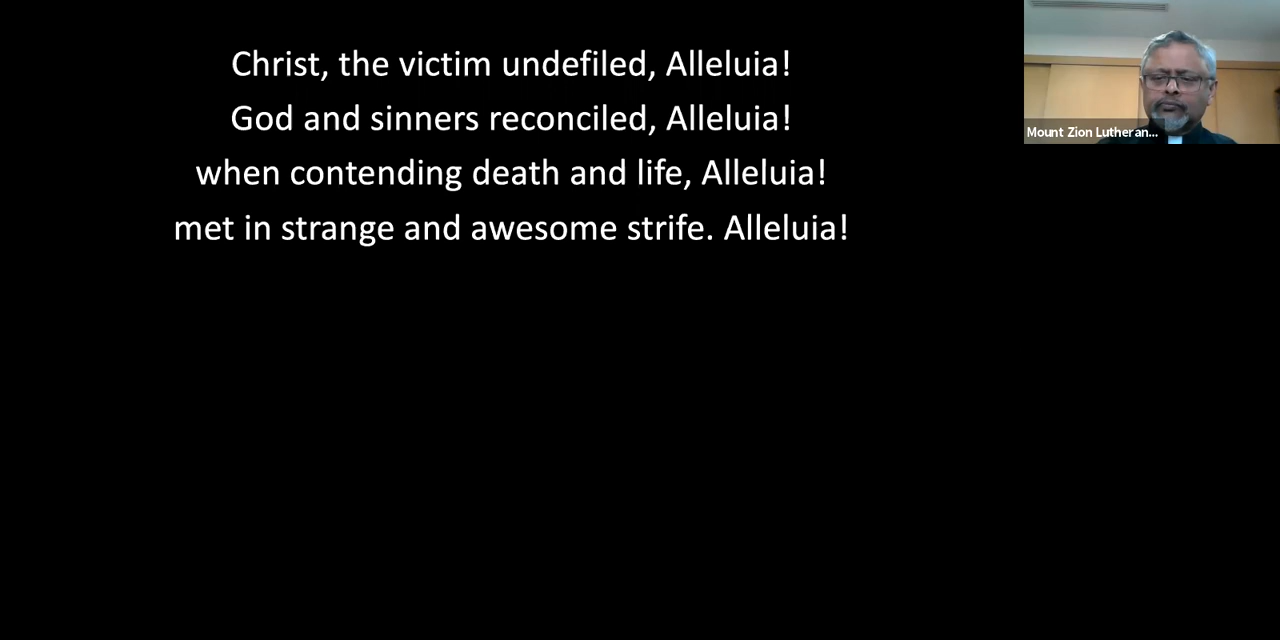 Christ, the victim undefiled, Alleluia!
God and sinners reconciled, Alleluia!
when contending death and life, Alleluia!
met in strange and awesome strife. Alleluia!
Mount Zion Lutheran...